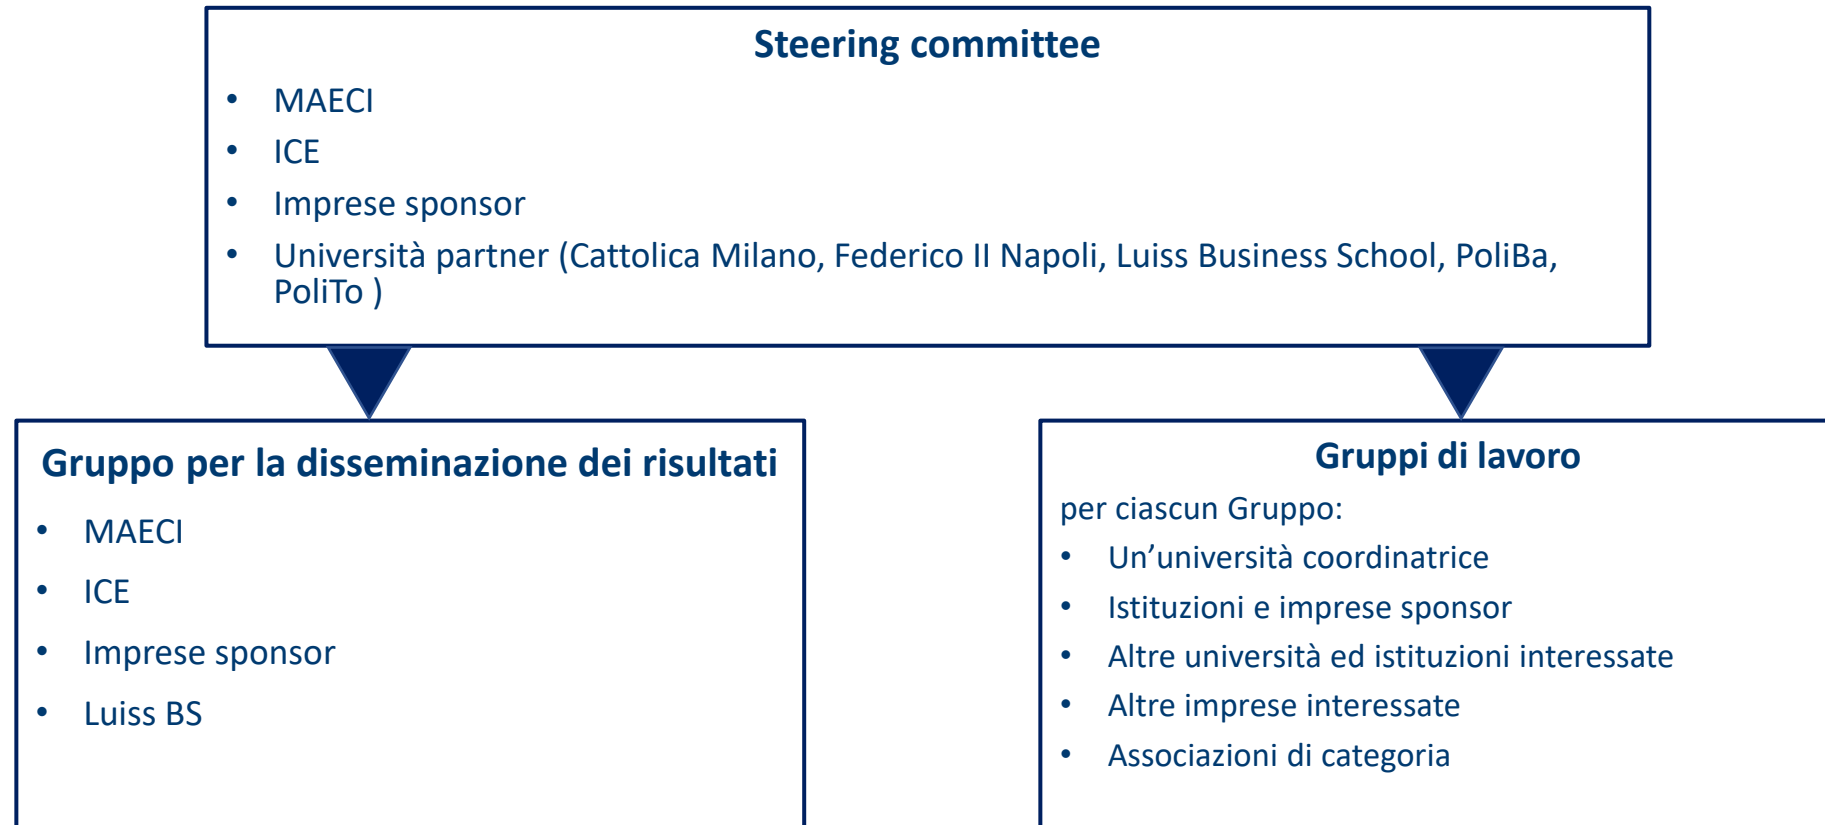 Steering committee
• MAECI
• ICE
• Imprese sponsor
• Università partner (Cattolica Milano, Federico II Napoli, Luiss Business School, PoliBa,
PoliTo )
Gruppo per la disseminazione dei risultati
• MAECI
• ICE
• Imprese sponsor
• Luiss BS
Gruppi di lavoro
per ciascun Gruppo:
• Un’università coordinatrice
• Istituzioni e imprese sponsor
• Altre università ed istituzioni interessate
• Altre imprese interessate
• Associazioni di categoria